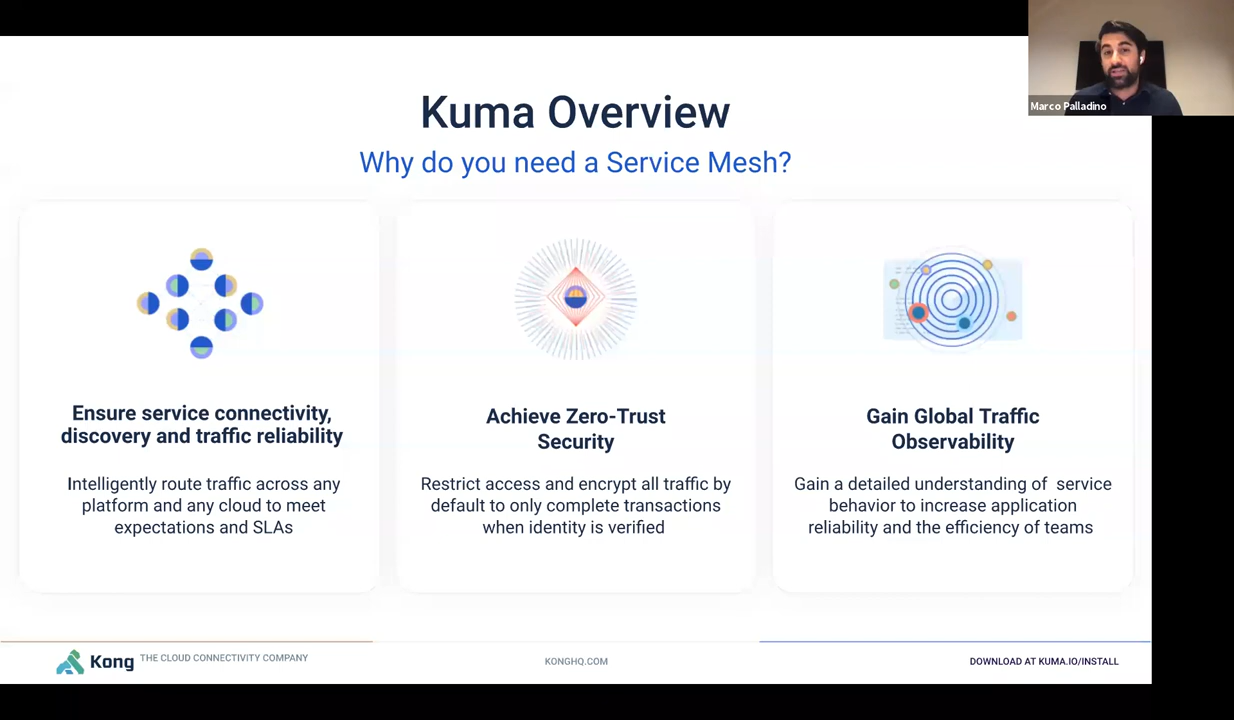 Marco Palladino
Kuma Overview
Why do you need a Service Mesh?
Ensure service connectivity,
discovery and traffic reliability
Intelligently route traffic across any
platform and any cloud to meet
expectations and SLAs
Achieve Zero-Trust
Security
Restrict access and encrypt all traffic by
default to only complete transactions
when identity is verified
Gain Global Traffic
Observability
Gain a detailed understanding of service
behavior to increase application
reliability and the efficiency of teams
Kong THE CLOUD CONNECTIVITY COMPANY
KONGHQ.COM
DOWNLOAD AT KUMA.IO/INSTALL